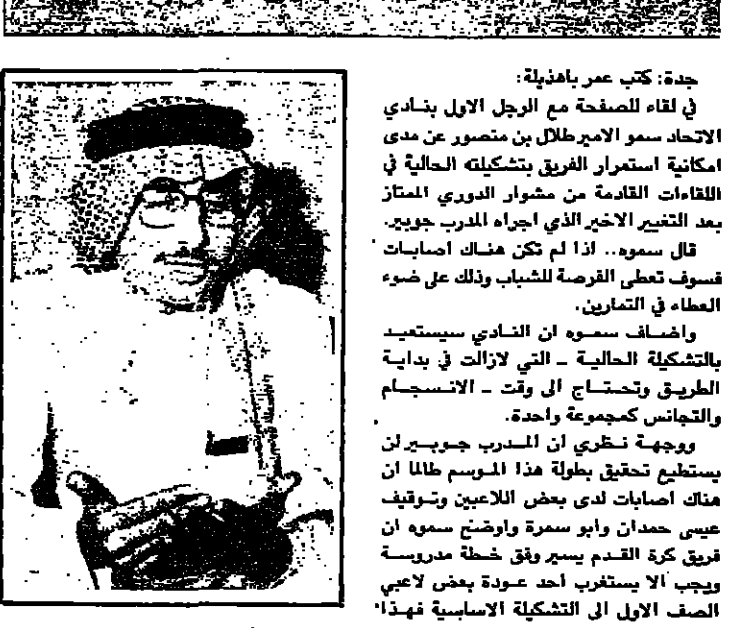 جدة: كتب عمر باهذيلة:
في لقاء للصفحة مع الرجل الاول بنادي
الاتحاد سمو الامير طلال بن منصور عن مدى
امكانية استمرار الفريق بتشكيلته الحالية في
اللقاءات القادمة من مشوار الدوري الممتاز
بعد التغيير الاخير الذي اجراه المدرب جوبير.
قال سموه.. اذا لم تكن هناك اصابات
فسوف تعطى الفرصة للشباب وذلك على ضوء
العطاء في التمارين.
واضاف سموه ان النادي سيستعيد
بالتشكيلة الحالية ــ التي لازالت في بداية
الطريق وتحتاج الى وقت ــ الانسجام
والتجانس كمجموعة واحدة.
ووجهة نظري ان المدرب جوبير لن
يستطيع تحقيق بطولة هذا الموسم طالما ان
هناك اصابات لدى بعض اللاعبين وتوقيف
عيسى حمدان وابو سمرة واوضح سموه ان
فريق كرة القدم يسير وفق خطة مدروسة
ويجب الا يستغرب احد عودة بعض لاعبي
الصف الاول الى التشكيلة الاساسية فهذا